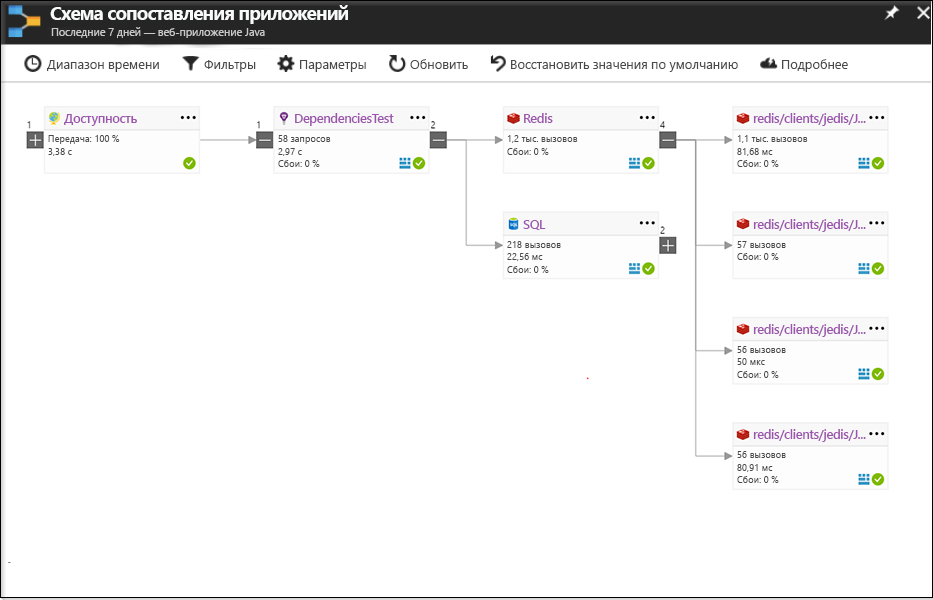 Схема сопоставления приложений
Последние 7 дней — веб-приложение Java
Диапазон времени
Фильтры
Параметры
Обновить
Восстановить значения по умолчанию
Подробнее
1
Доступность
Передача: 100 %
3,38 с
1
DependenciesTest
58 запросов
2,97 с
Сбои: 0 %
2
Redis
1,2 тыс. вызовов
Сбои: 0 %
4
redis/clients/jedis/J...
1,1 тыс. вызовов
81,68 мс
Сбои: 0 %
SQL
218 вызовов
22,56 мс
Сбои: 0 %
2
redis/clients/jedis/J...
57 вызовов
Сбои: 0 %
redis/clients/jedis/J...
56 вызовов
50 мкс
Сбои: 0 %
redis/clients/jedis/J...
56 вызовов
80,91 мс
Сбои: 0 %